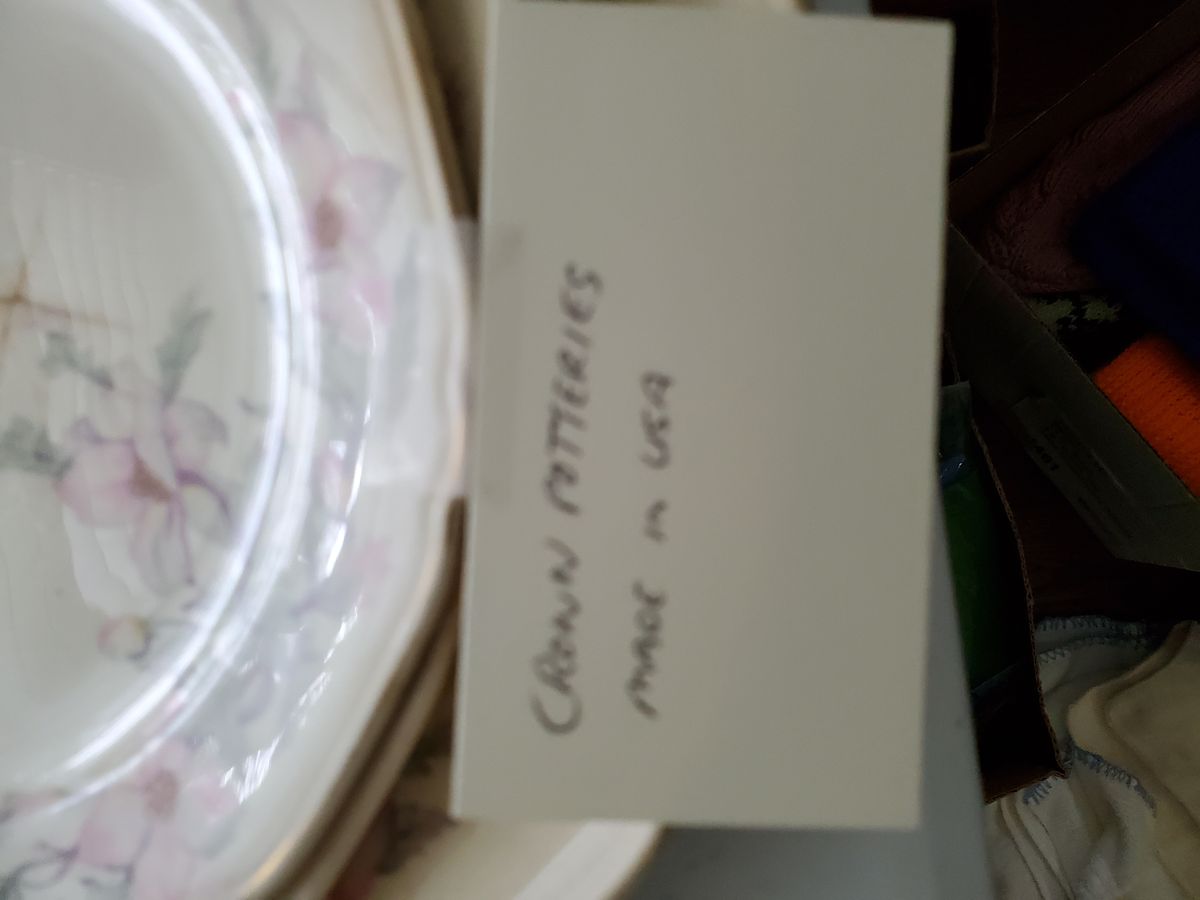 CROWN POTTERIES
MADE in USA